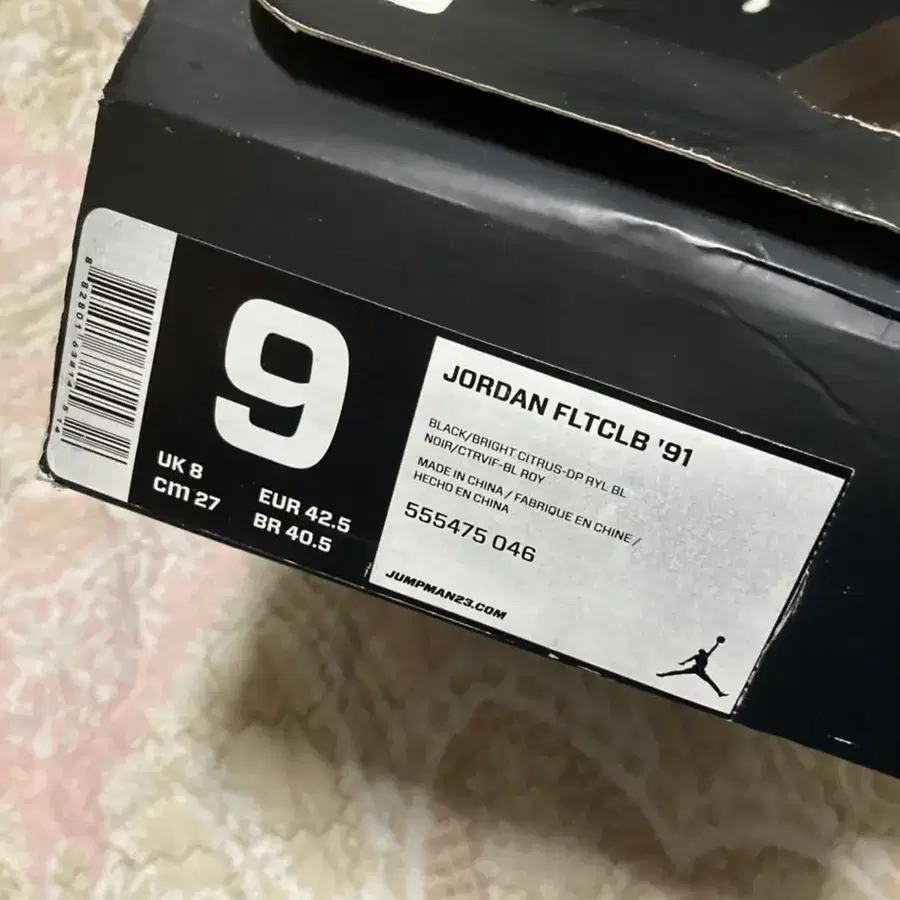 9
UK 8
cm 27
EUR 42.5
BR 40.5
JORDAN FLTCLB '91
BLACK/BRIGHT CITRUS-DP RYL BL
NOIR/CTRVIF-BL ROY
MADE IN CHINA / FABRIQUE EN CHINE /
HECHO EN CHINA
555475 046
JUMPMAN23.COM